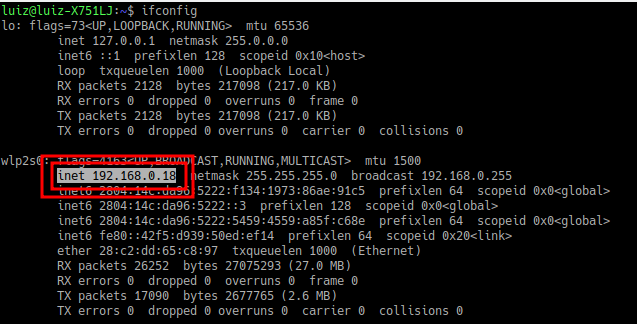 luiz@luiz-X751LJ:~$ ifconfig
lo: flags=73<UP,LOOPBACK,RUNNING>  mtu 65536
inet 127.0.0.1  netmask 255.0.0.0
inet6 ::1  prefixlen 128  scopeid 0x10<host>
loop  txqueuelen 1000  (Loopback Local)
RX packets 2128  bytes 217098 (217.0 KB)
RX errors 0  dropped 0  overruns 0  frame 0
TX packets 2128  bytes 217098 (217.0 KB)
TX errors 0  dropped 0 overruns 0  carrier 0  collisions 0
wlp2s0: flags=4163<UP,BROADCAST,RUNNING,MULTICAST>  mtu 1500
inet 192.168.0.18  netmask 255.255.255.0  broadcast 192.168.0.255
inet6 2804:14c:da96:5222:f134:1973:86ae:91c5  prefixlen 64  scopeid 0x0<global>
inet6 2804:14c:da96:5222::3  prefixlen 128  scopeid 0x0<global>
inet6 2804:14c:da96:5222:5459:4559:a85f:c68e  prefixlen 64  scopeid 0x0<global>
inet6 fe80::42f5:d939:50ed:ef14  prefixlen 64  scopeid 0x20<link>
ether 28:c2:dd:65:c8:97  txqueuelen 1000  (Ethernet)
RX packets 26252  bytes 27075293 (27.0 MB)
RX errors 0  dropped 0  overruns 0  frame 0
TX packets 17090  bytes 2677765 (2.6 MB)
TX errors 0  dropped 0 overruns 0  carrier 0  collisions 0